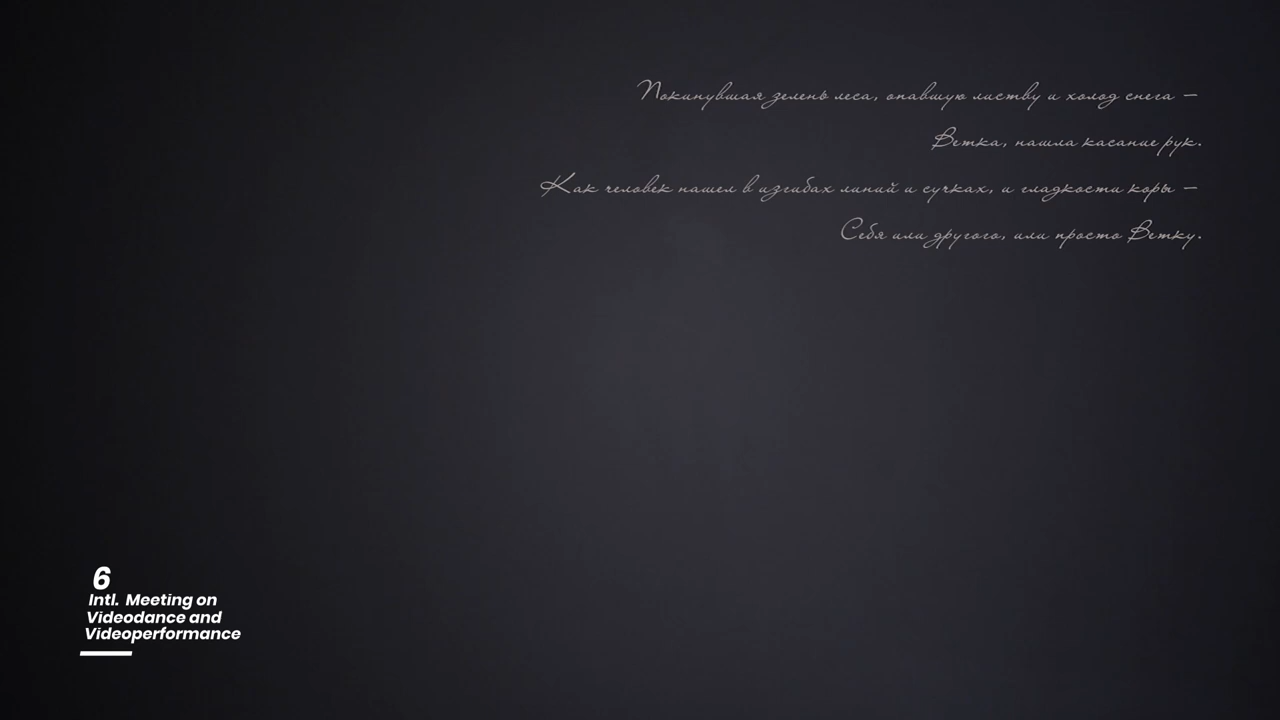 Покинувшая зелень леса, опавшую листву и холод снега –
Ветка, нашла касание рук.
Как человек нашел в изгибах линий и сучках, и гладкости коры –
Себя или другого, или просто Ветку.
6
Intl. Meeting on
Videodance and
Videoperformance